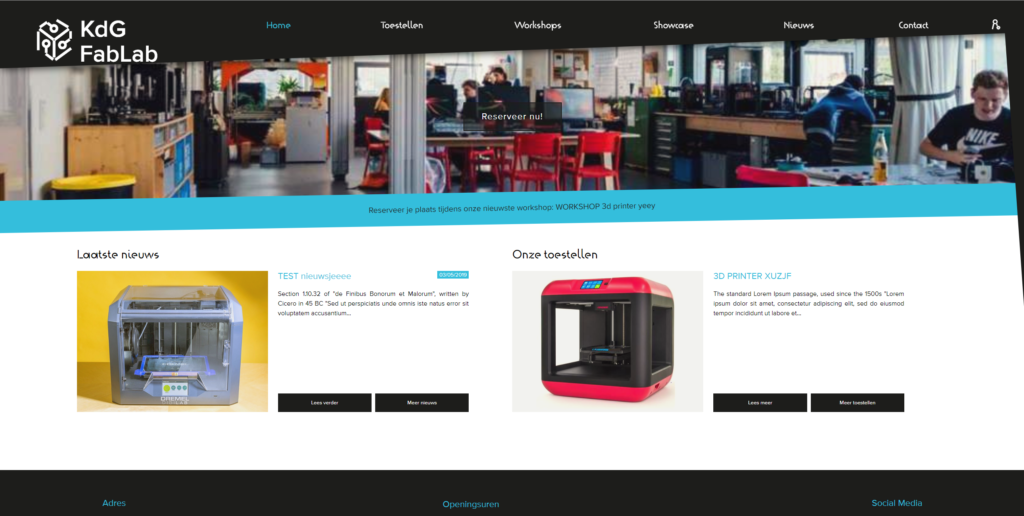 KdG
FabLab
Home
Toestellen
Workshops
Showcase
Nieuws
Contact
Reserveer nu!
NIKE
Reserveer je plaats tijdens onze nieuwste workshop: WORKSHOP 3d printer yeey
Laatste nieuws
TEST nieuwsjeeee
03/05/2019
Section 1.10.32 of "de Finibus Bonorum et Malorum", written by
Cicero in 45 BC "Sed ut perspiciatis unde omnis iste natus error sit
voluptatem accusantium...
DREMEL
Lees verder
Meer nieuws
Onze toestellen
3D PRINTER XUZJF
The standard Lorem Ipsum passage, used since the 1500s "Lorem
ipsum dolor sit amet, consectetur adipiscing elit, sed do eiusmod
tempor incididunt ut labore et...
Lees meer
Meer toestellen
Adres
Openingsuren
Social Media